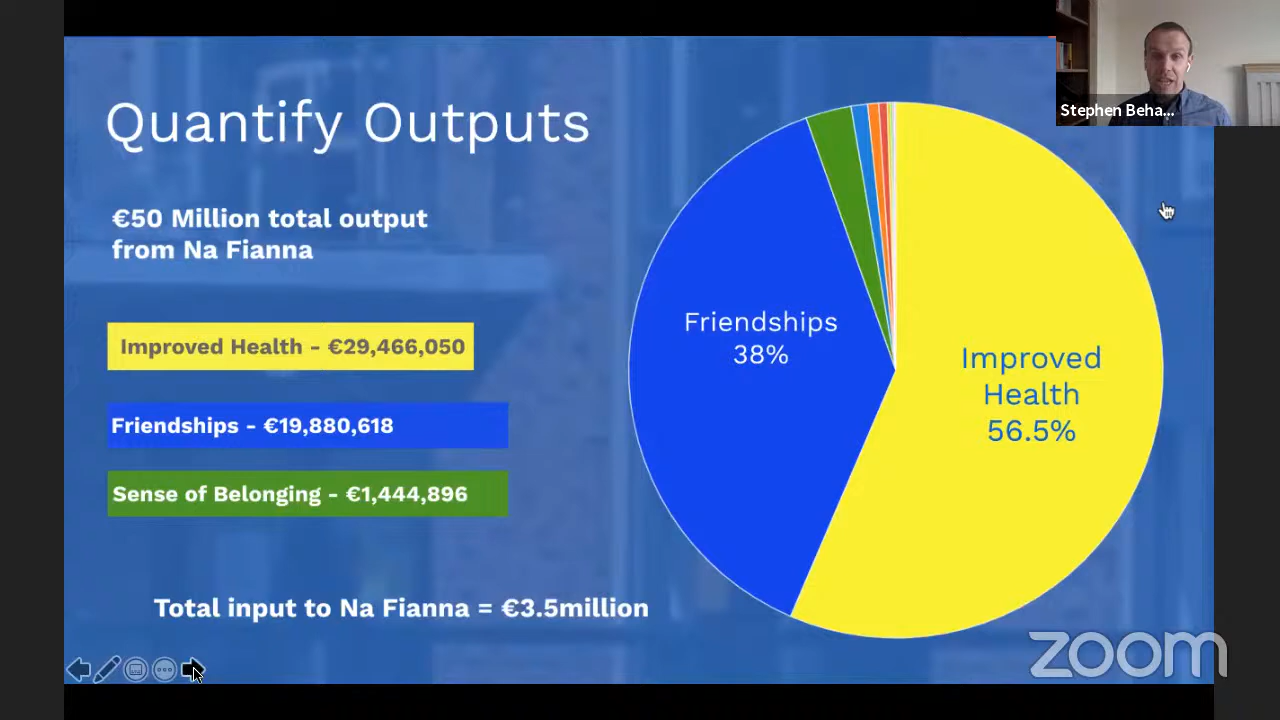 Quantify Outputs
€50 Million total output
from Na Fianna
Improved Health - €29,466,050
Friendships - €19,880,618
Sense of Belonging - €1,444,896
Total input to Na Fianna = €3.5million
Friendships
38%
Improved
Health
56.5%
Stephen Beha...
zoom